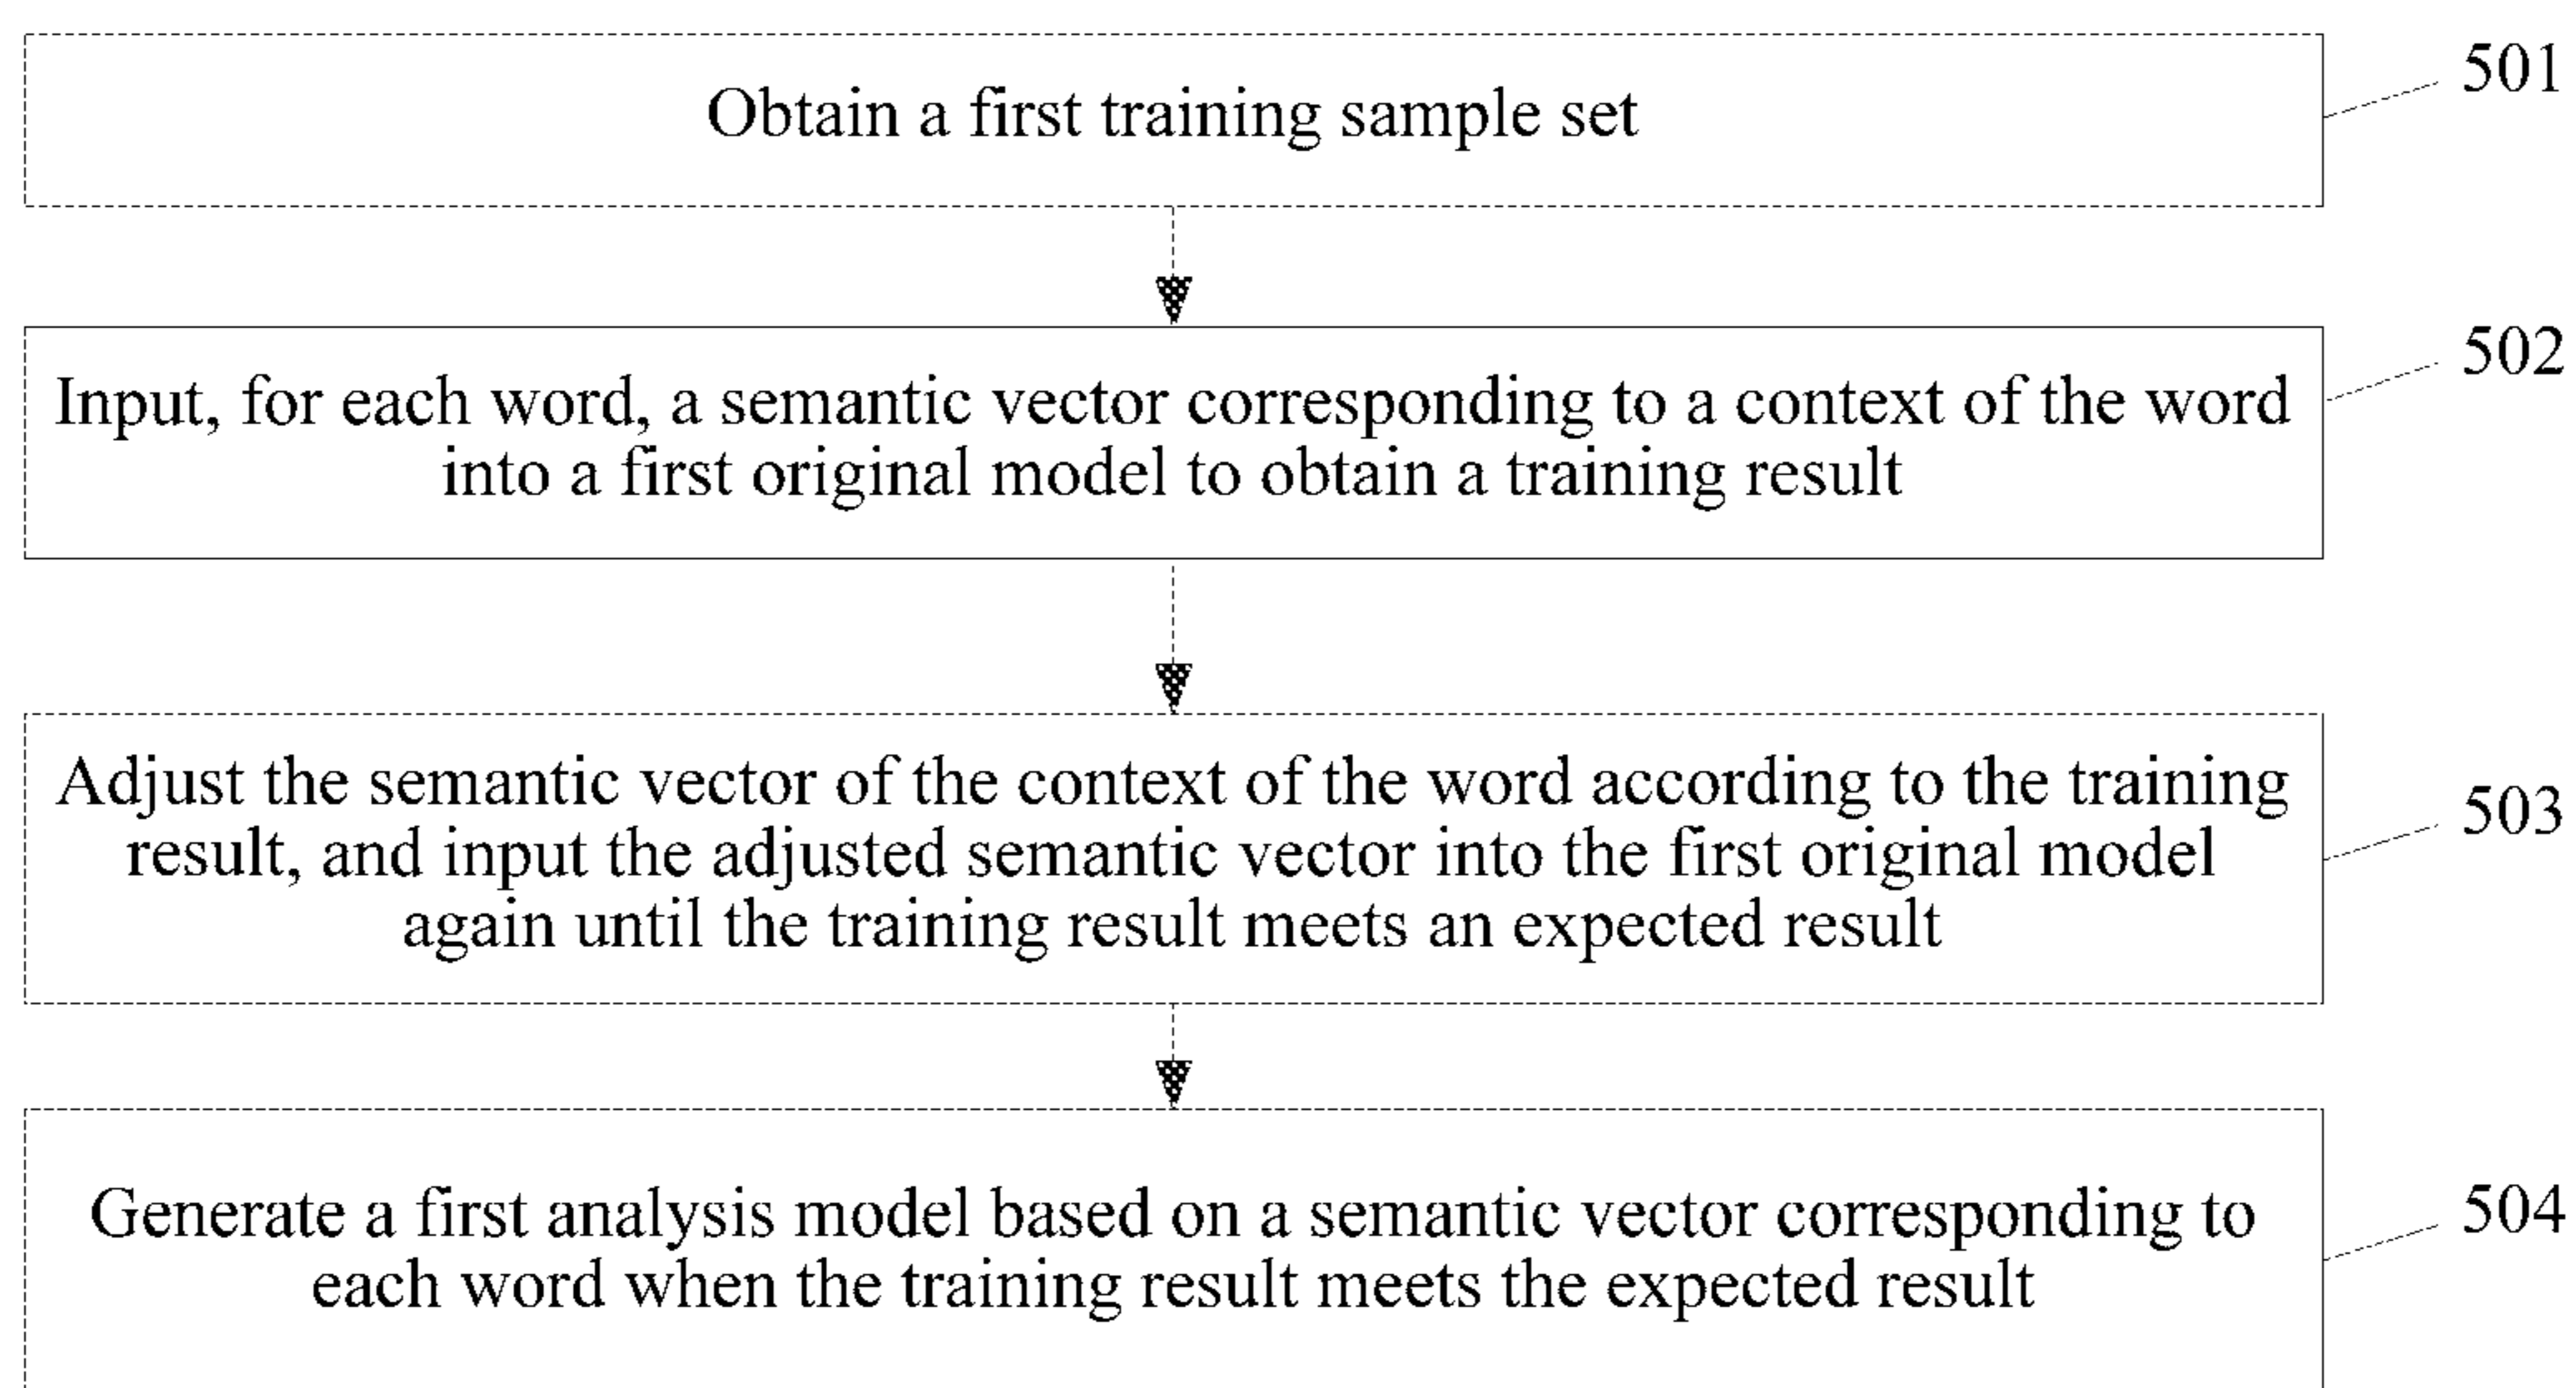 Obtain a first training sample set
501
Input, for each word, a semantic vector corresponding to a context of the word
into a first original model to obtain a training result
502
Adjust the semantic vector of the context of the word according to the training
result, and input the adjusted semantic vector into the first original model
again until the training result meets an expected result
503
Generate a first analysis model based on a semantic vector corresponding to
each word when the training result meets the expected result
504